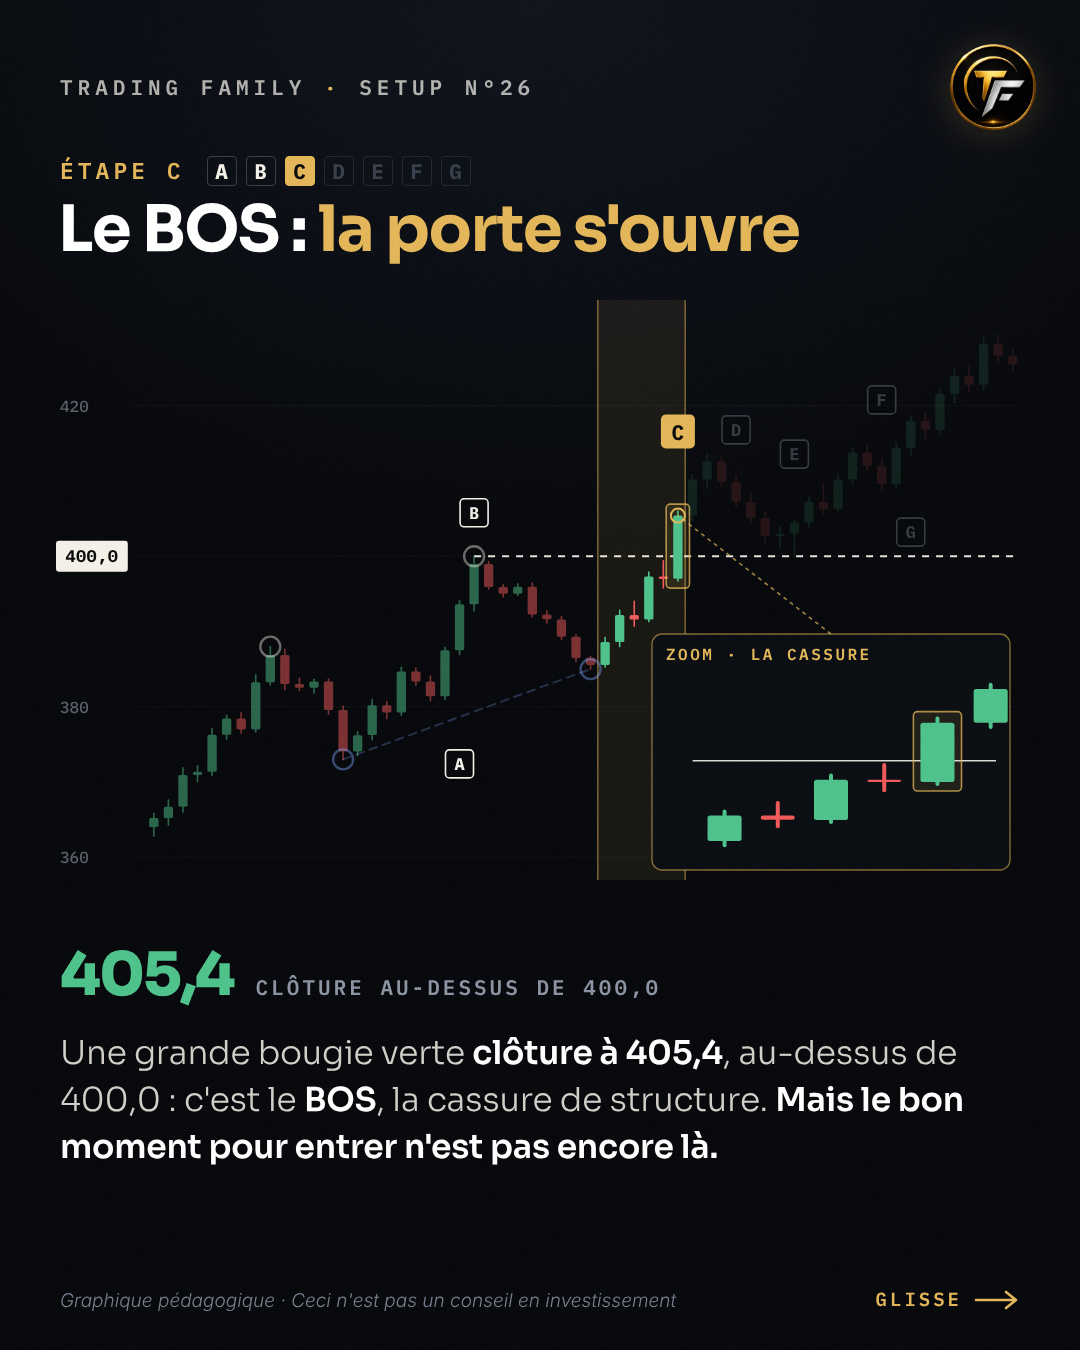 TRADING FAMILY · SETUP N°26
TF
ÉTAPE C A B C D E F G
Le BOS : la porte s'ouvre
420
C
D
F
E
B
G
400,0
ZOOM · LA CASSURE
380
A
360
405,4 CLÔTURE AU-DESSUS DE 400,0
Une grande bougie verte clôture à 405,4, au-dessus de
400,0 : c'est le BOS, la cassure de structure. Mais le bon
moment pour entrer n'est pas encore là.
Graphique pédagogique · Ceci n'est pas un conseil en investissement
GLISSE →